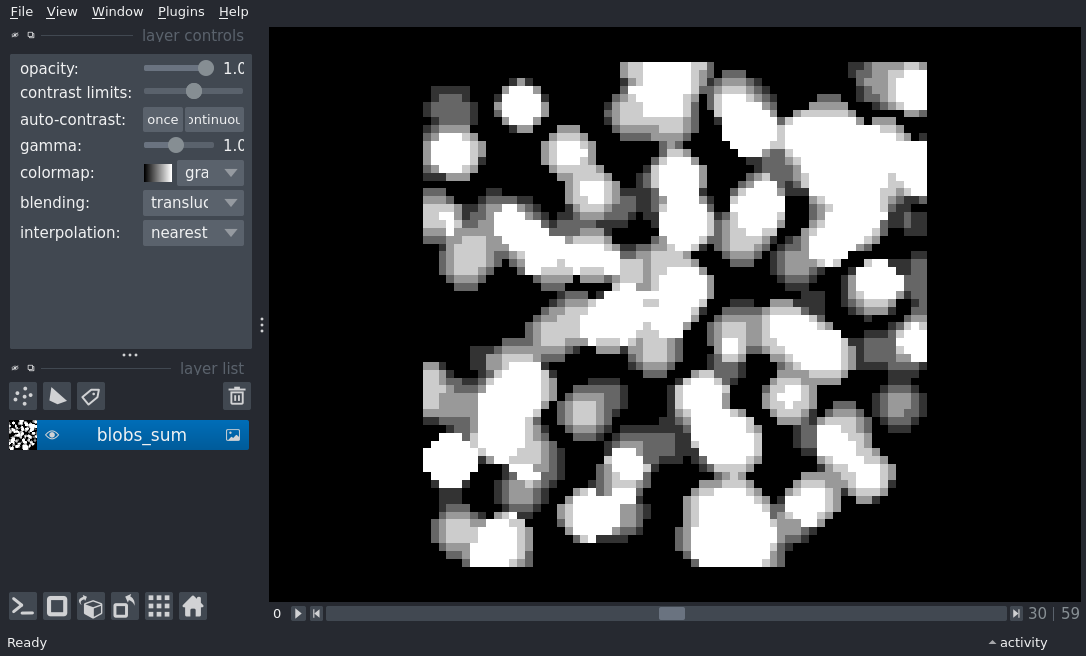 File View Window Plugins Help
layer controls
opacity: 1.0
contrast limits:
auto-contrast: once ontinuou
gamma: 1.0
colormap: gra
blending: transluc
interpolation: nearest
layer list
blobs_sum
0 30 | 59
Ready activity